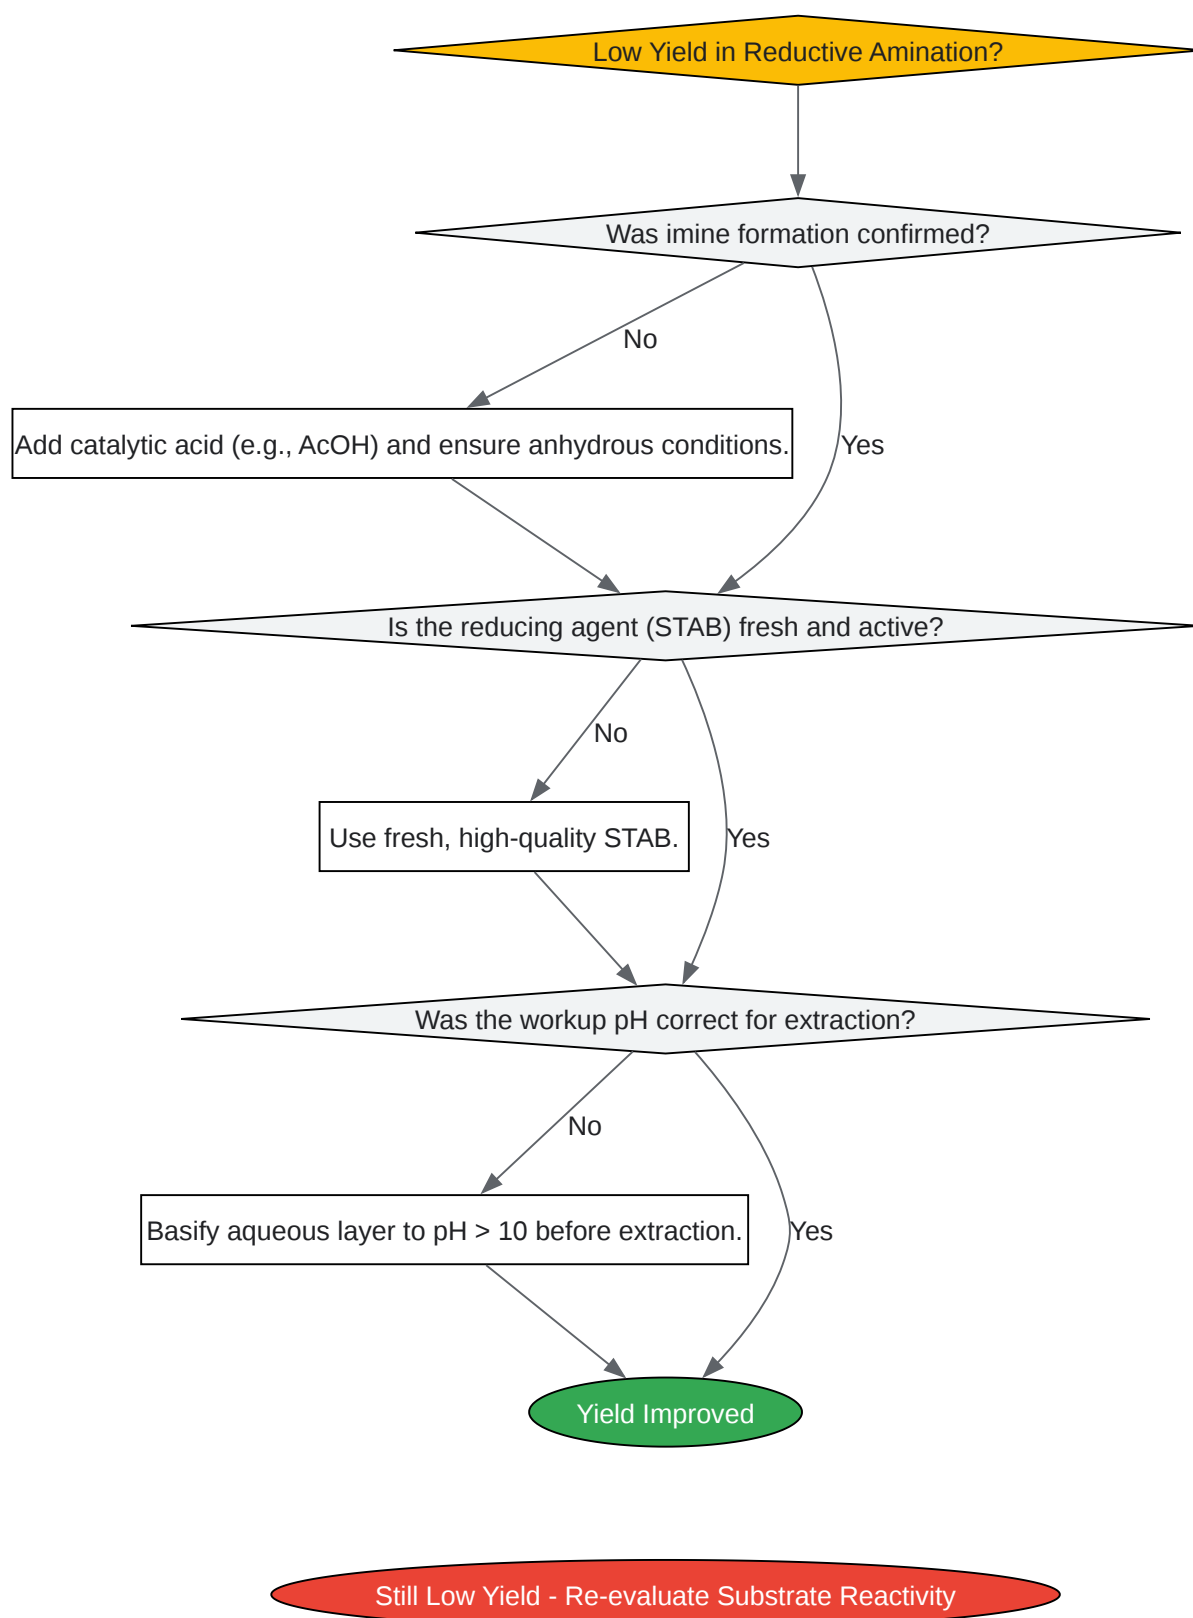 Low Yield in Reductive Amination?
Was imine formation confirmed?
No
Add catalytic acid (e.g., AcOH) and ensure anhydrous conditions.
Yes
Is the reducing agent (STAB) fresh and active?
No
Use fresh, high-quality STAB.
Yes
Was the workup pH correct for extraction?
No
Basify aqueous layer to pH > 10 before extraction.
Yes
Yield Improved
Still Low Yield - Re-evaluate Substrate Reactivity